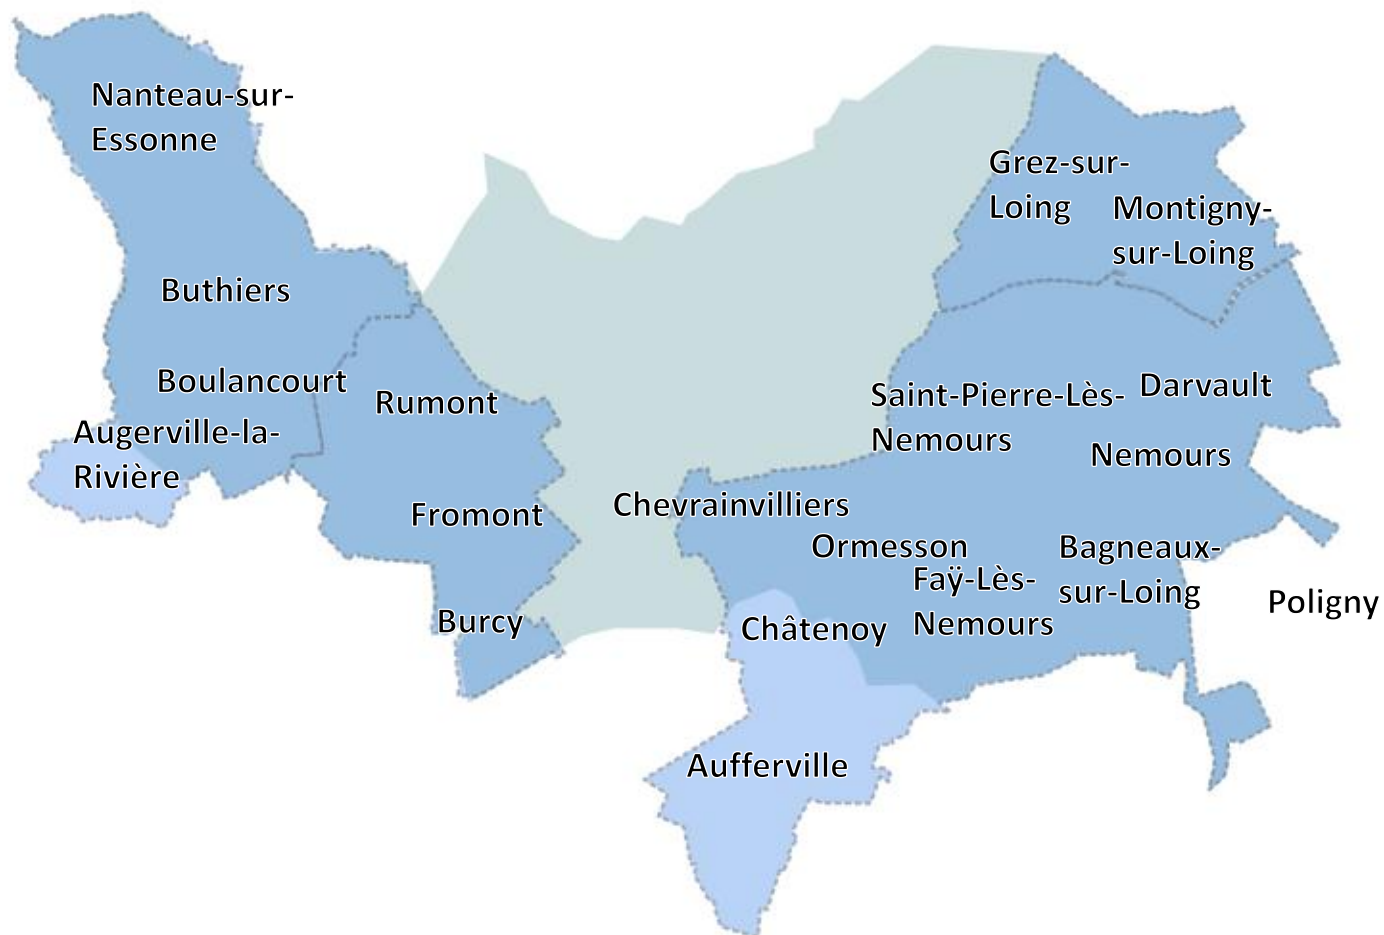 Nanteau-sur-
Essonne
Grez-sur-
Loing
Montigny-
sur-Loing
Buthiers
Boulancourt
Rumont
Saint-Pierre-Lès-
Nemours
Darvault
Augerville-la-
Rivière
Nemours
Fromont
Chevrainvilliers
Ormesson
Bagneaux-
sur-Loing
Faÿ-Lès-
Nemours
Poligny
Burcy
Châtenoy
Aufferville